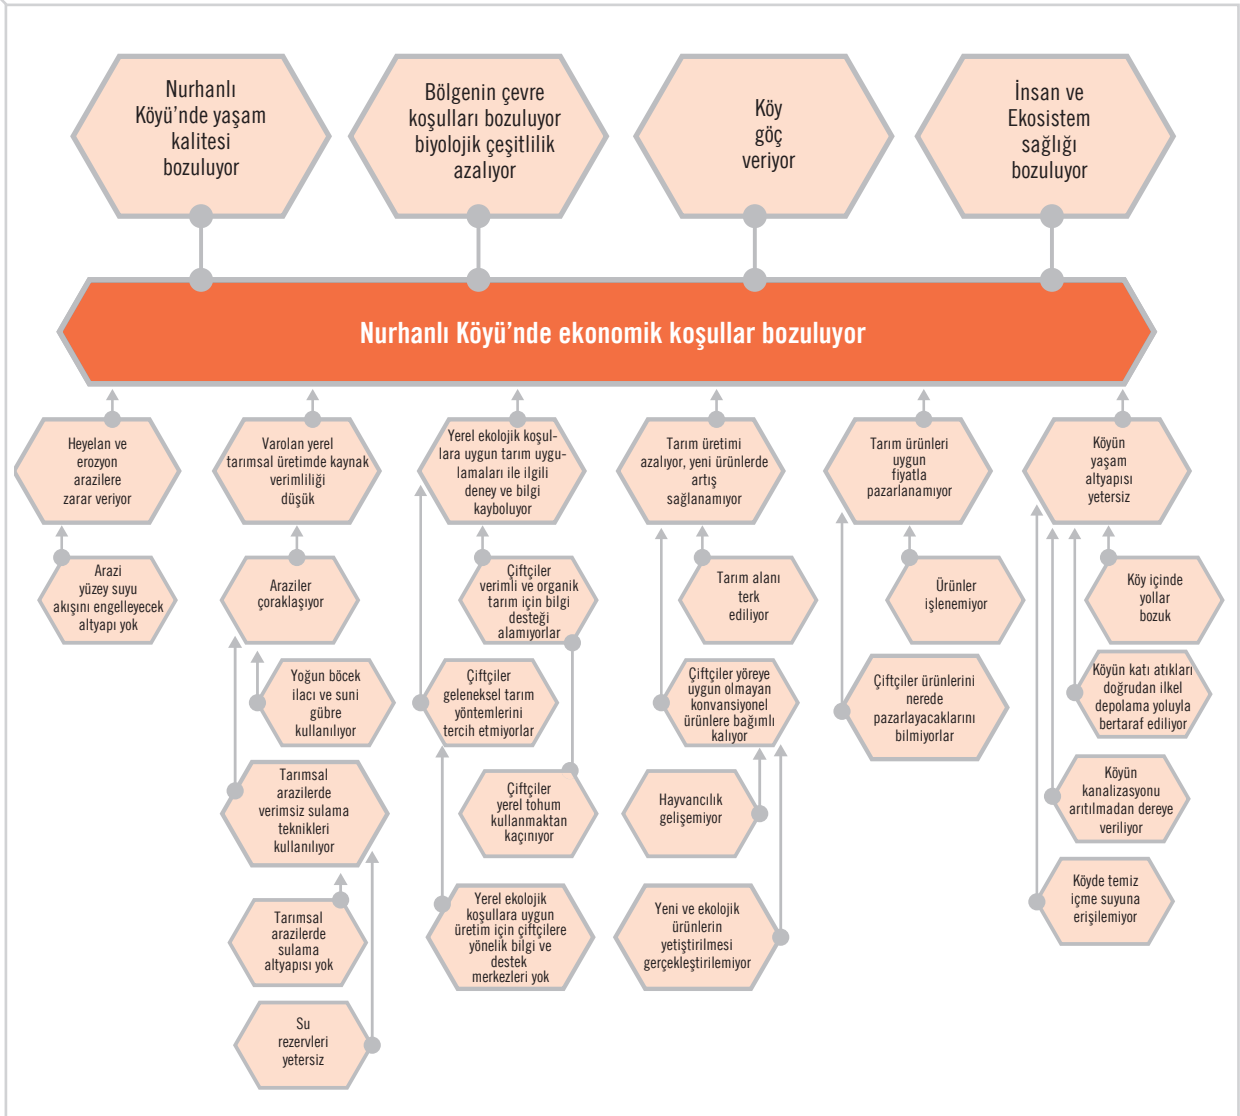 Nurhanlı
Köyü’nde yaşam
kalitesi
bozuluyor
Bölgenin çevre
koşulları bozuluyor
biyolojik çeşitlilik
azalıyor
Köy
göç
veriyor
İnsan ve
Ekosistem
sağlığı
bozuluyor
Nurhanlı Köyü’nde ekonomik koşullar bozuluyor
Heyelan ve
erozyon
arazilere
zarar veriyor
Varolan yerel
tarımsal üretimde kaynak
verimliliği
düşük
Yerel ekolojik koşul-
lara uygun tarım uygu-
lamaları ile ilgili
deney ve bilgi
kayboluyor
Tarım üretimi
azalıyor, yeni ürünlerde
artış
sağlanamıyor
Tarım ürünleri
uygun
fiyatla
pazarlanamıyor
Köyün
yaşam
altyapısı
yetersiz
Arazi
yüzey suyu
akışını engelleyecek
altyapı yok
Araziler
çoraklaşıyor
Çiftçiler
verimli ve organik
tarım için bilgi
desteği
alamıyorlar
Tarım alanı
terk
ediliyor
Ürünler
işlenemiyor
Köy içinde
yollar
bozuk
Yoğun böcek
ilacı ve suni
gübre
kullanılıyor
Çiftçiler
geleneksel tarım
yöntemlerini
tercih etmiyorlar
Çiftçiler yöreye
uygun olmayan
konvansiyonel
ürünlere bağımlı
kalıyor
Çiftçiler ürünlerini
nerede
pazarlayacaklarını
bilmiyorlar
Köyün katı atıkları
doğrudan ilkel
depolama yoluyla
bertaraf ediliyor
Tarımsal
arazilerde
verimsiz sulama
teknikleri
kullanılıyor
Çiftçiler
yerel tohum
kullanmaktan
kaçınıyor
Hayvancılık
gelişemiyor
Köyün
kanalizasyonu
arıtılmadan dereye
veriliyor
Tarımsal
arazilerde
sulama
altyapısı yok
Yerel ekolojik
koşullara uygun
üretim için çiftçilere
yönelik bilgi ve
destek
merkezleri yok
Yeni ve ekolojik
ürünlerin
yetiştirilmesi
gerçekleştirilemiyor
Köyde temiz
içme suyuna
erişilemiyor
Su
rezervleri
yetersiz